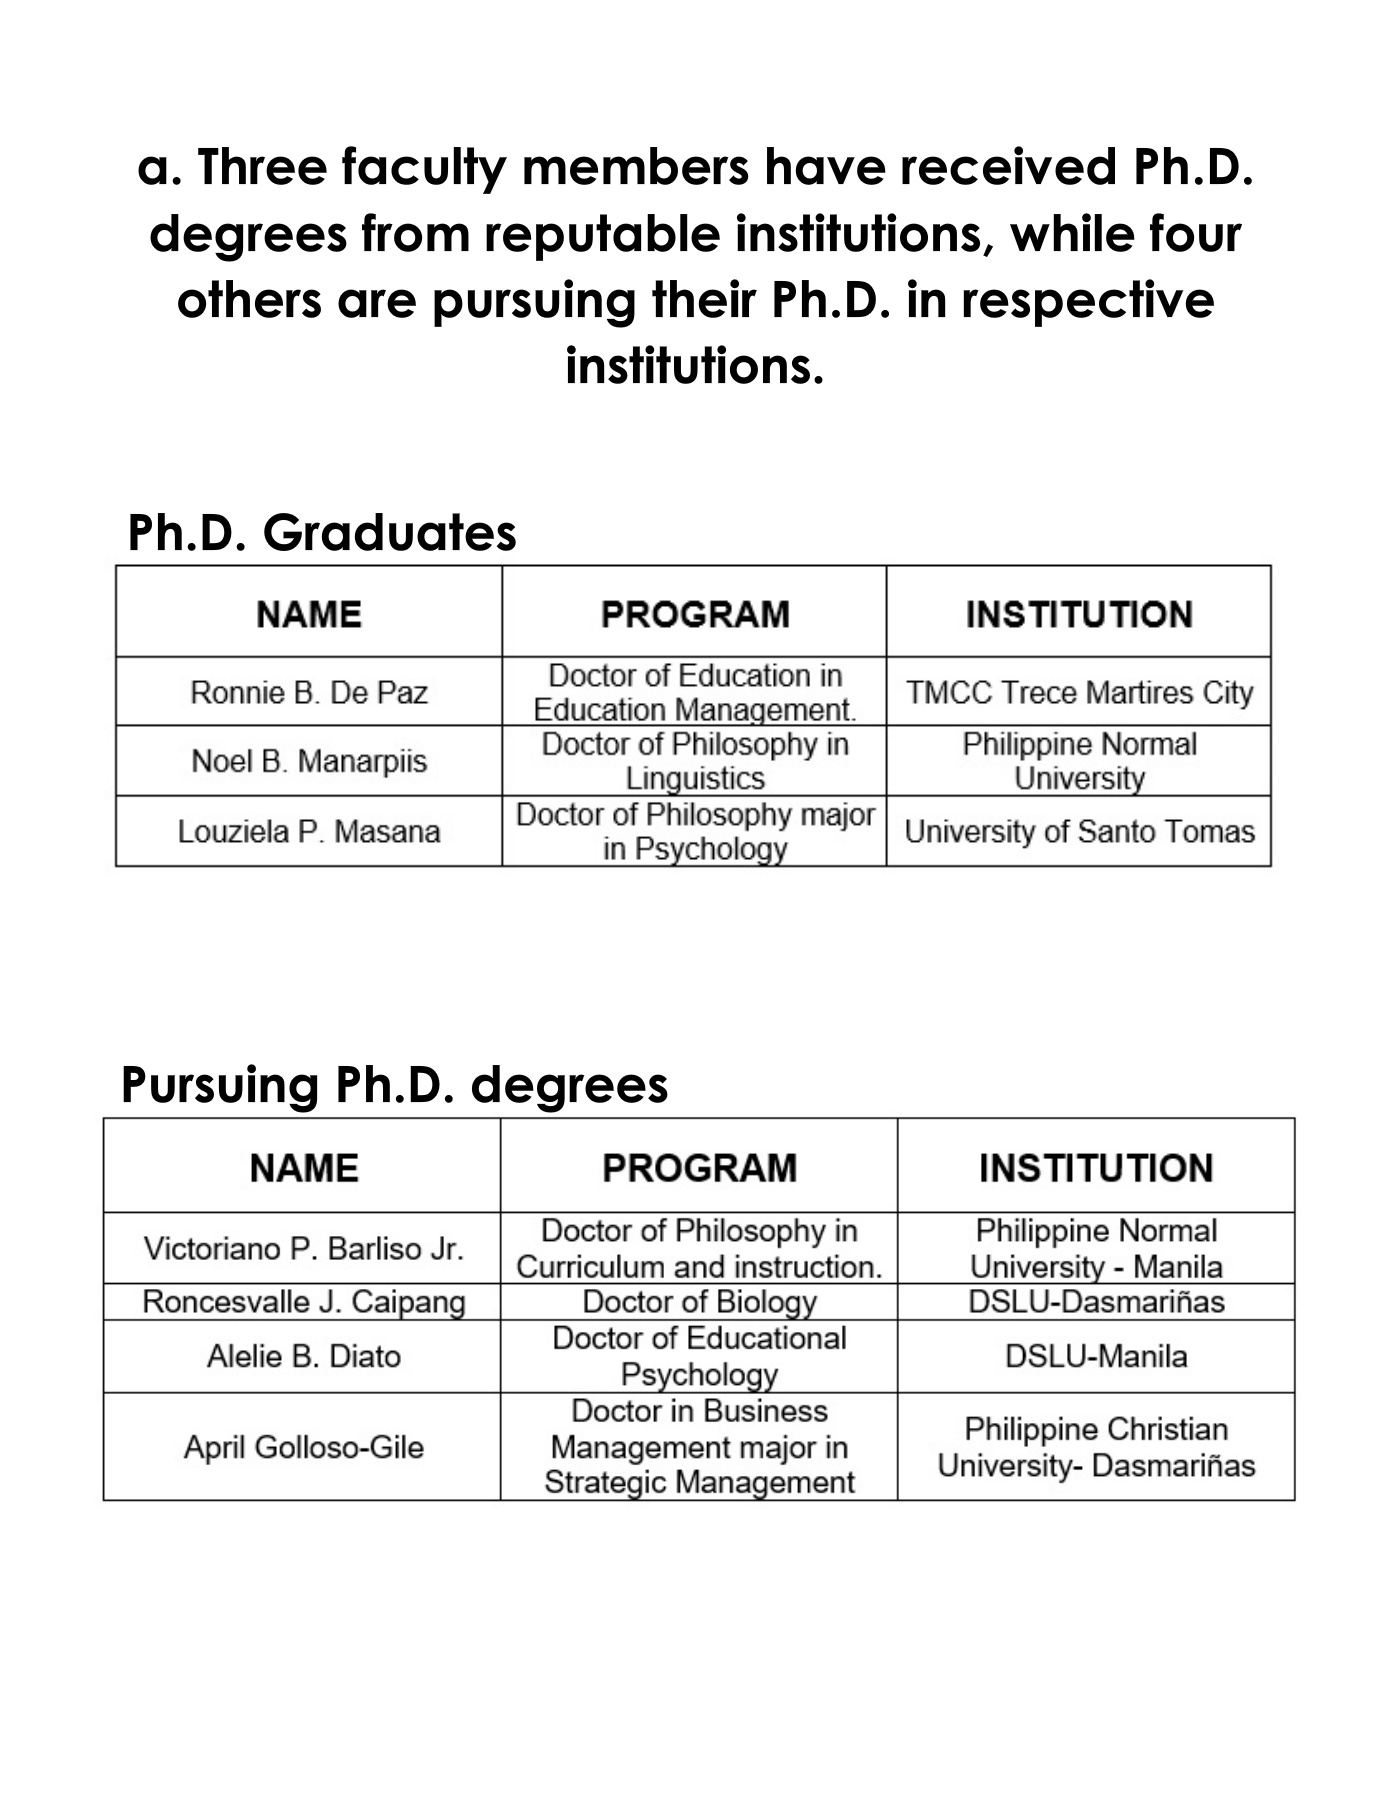 a. Three faculty members have received Ph.D.
degrees from reputable institutions, while four
others are pursuing their Ph.D. in respective
institutions.
Ph.D. Graduates
NAME PROGRAM INSTITUTION
Ronnie B. De Paz Doctor of Education in
Education Management. TMCC Trece Martires City
Noel B. Manarpiis Doctor of Philosophy in
Linguistics Philippine Normal
University
Louziela P. Masana Doctor of Philosophy major
in Psychology University of Santo Tomas
Pursuing Ph.D. degrees
NAME PROGRAM INSTITUTION
Victoriano P. Barliso Jr. Doctor of Philosophy in
Curriculum and instruction. Philippine Normal
University - Manila
Roncesvalle J. Caipang Doctor of Biology DSLU-Dasmariñas
Alelie B. Diato Doctor of Educational
Psychology DSLU-Manila
April Golloso-Gile Doctor in Business
Management major in
Strategic Management Philippine Christian
University- Dasmariñas